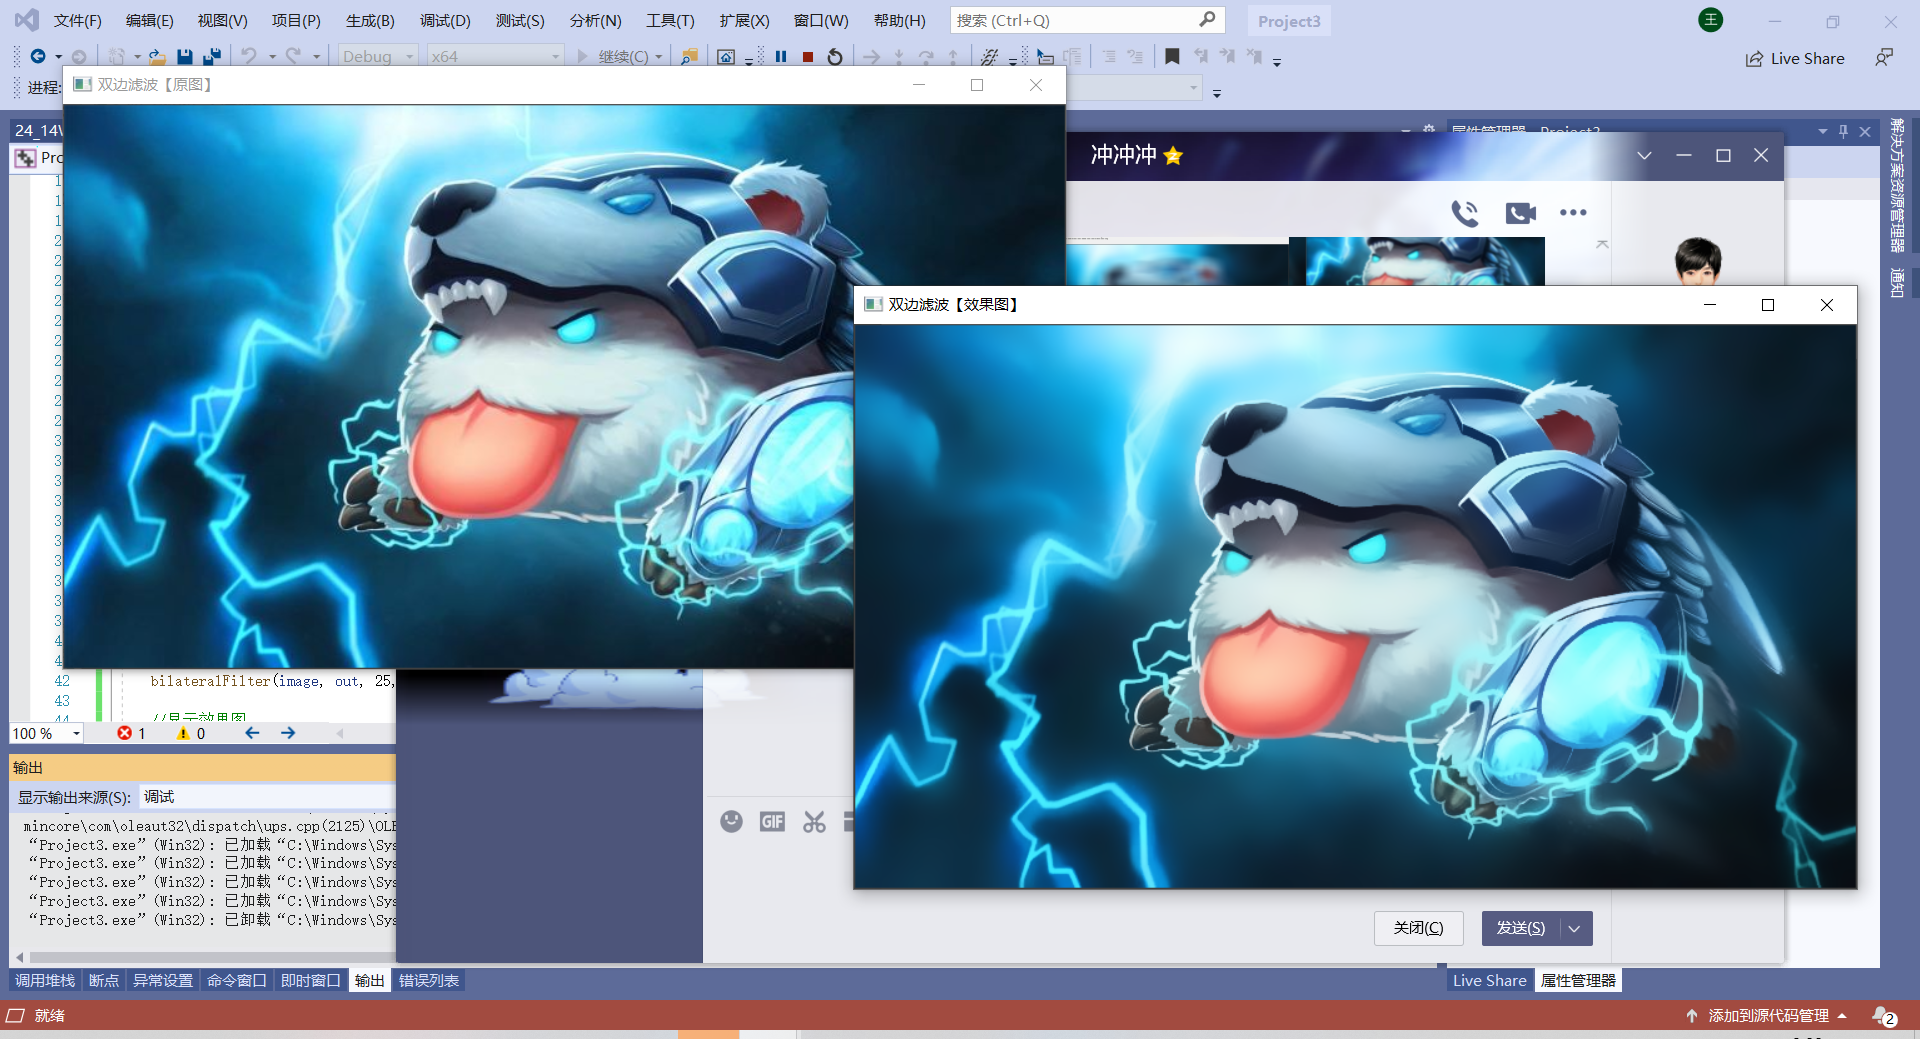 文件(F) 编辑(E) 视图(V) 项目(P) 生成(B) 调试(D) 测试(S) 分析(N) 工具(T) 扩展(X) 窗口(W) 帮助(H) 搜索 (Ctrl+Q) Project3 王
Debug x64 继续(C) Live Share
进程:
双边滤波【原图】
24_14\
属性管理器 - Project3
解决方案资源管理器
通知
Pro
冲冲冲
双边滤波【效果图】
42 bilateralFilter(image, out, 25,
43
44 //显示效果图
100 % 1 0
输出
显示输出来源(S): 调试
mincore\com\oleaut32\dispatch\ups.cpp(2125)\OLE
“Project3.exe”(Win32): 已加载“C:\Windows\Sys
“Project3.exe”(Win32): 已加载“C:\Windows\Sys
“Project3.exe”(Win32): 已加载“C:\Windows\Sys
“Project3.exe”(Win32): 已加载“C:\Windows\Sys
“Project3.exe”(Win32): 已卸载“C:\Windows\Sys
GIF
关闭(C) 发送(S)
调用堆栈 断点 异常设置 命令窗口 即时窗口 输出 错误列表
Live Share 属性管理器
就绪 添加到源代码管理 2